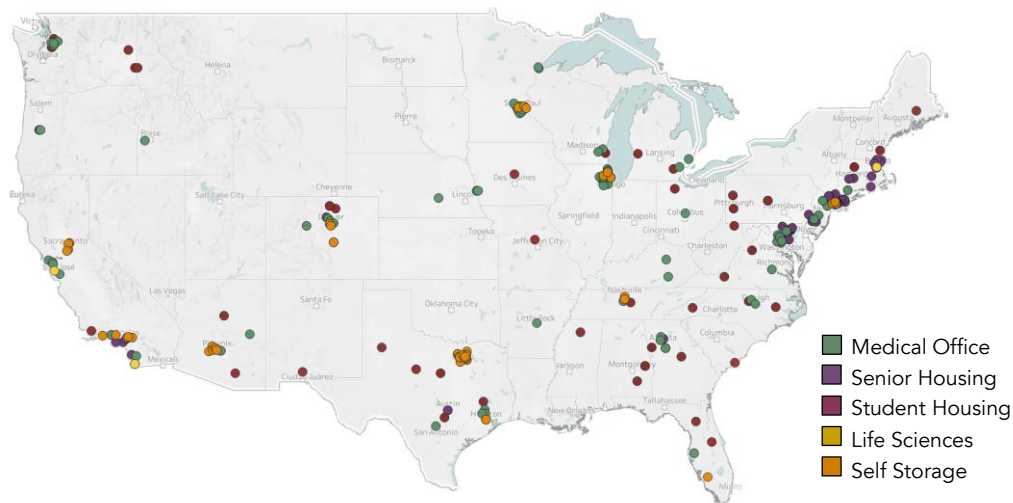 Olympia
Helena
Bismarck
Montpelier
Augusta
Salem
Boise
Pierre
Madison
Lansing
Albany
Concord
Eureka
Salt Lake City
Cheyenne
Lincoln
Des Moines
Cleveland
Pittsburgh
Harrisburg
Columbus
Springfield
Indianapolis
Cincinnati
Washington
Topeka
Jefferson City
Charleston
Richmond
Las Vegas
Santa Fe
Oklahoma City
Nashville
Charlotte
Little Rock
Columbia
Mexicali
Phoenix
Ciudad Juárez
Jackson
Montgomery
Austin
San Antonio
Houston
New Orleans
Tallahassee
Miami
Medical Office
Senior Housing
Student Housing
Life Sciences
Self Storage